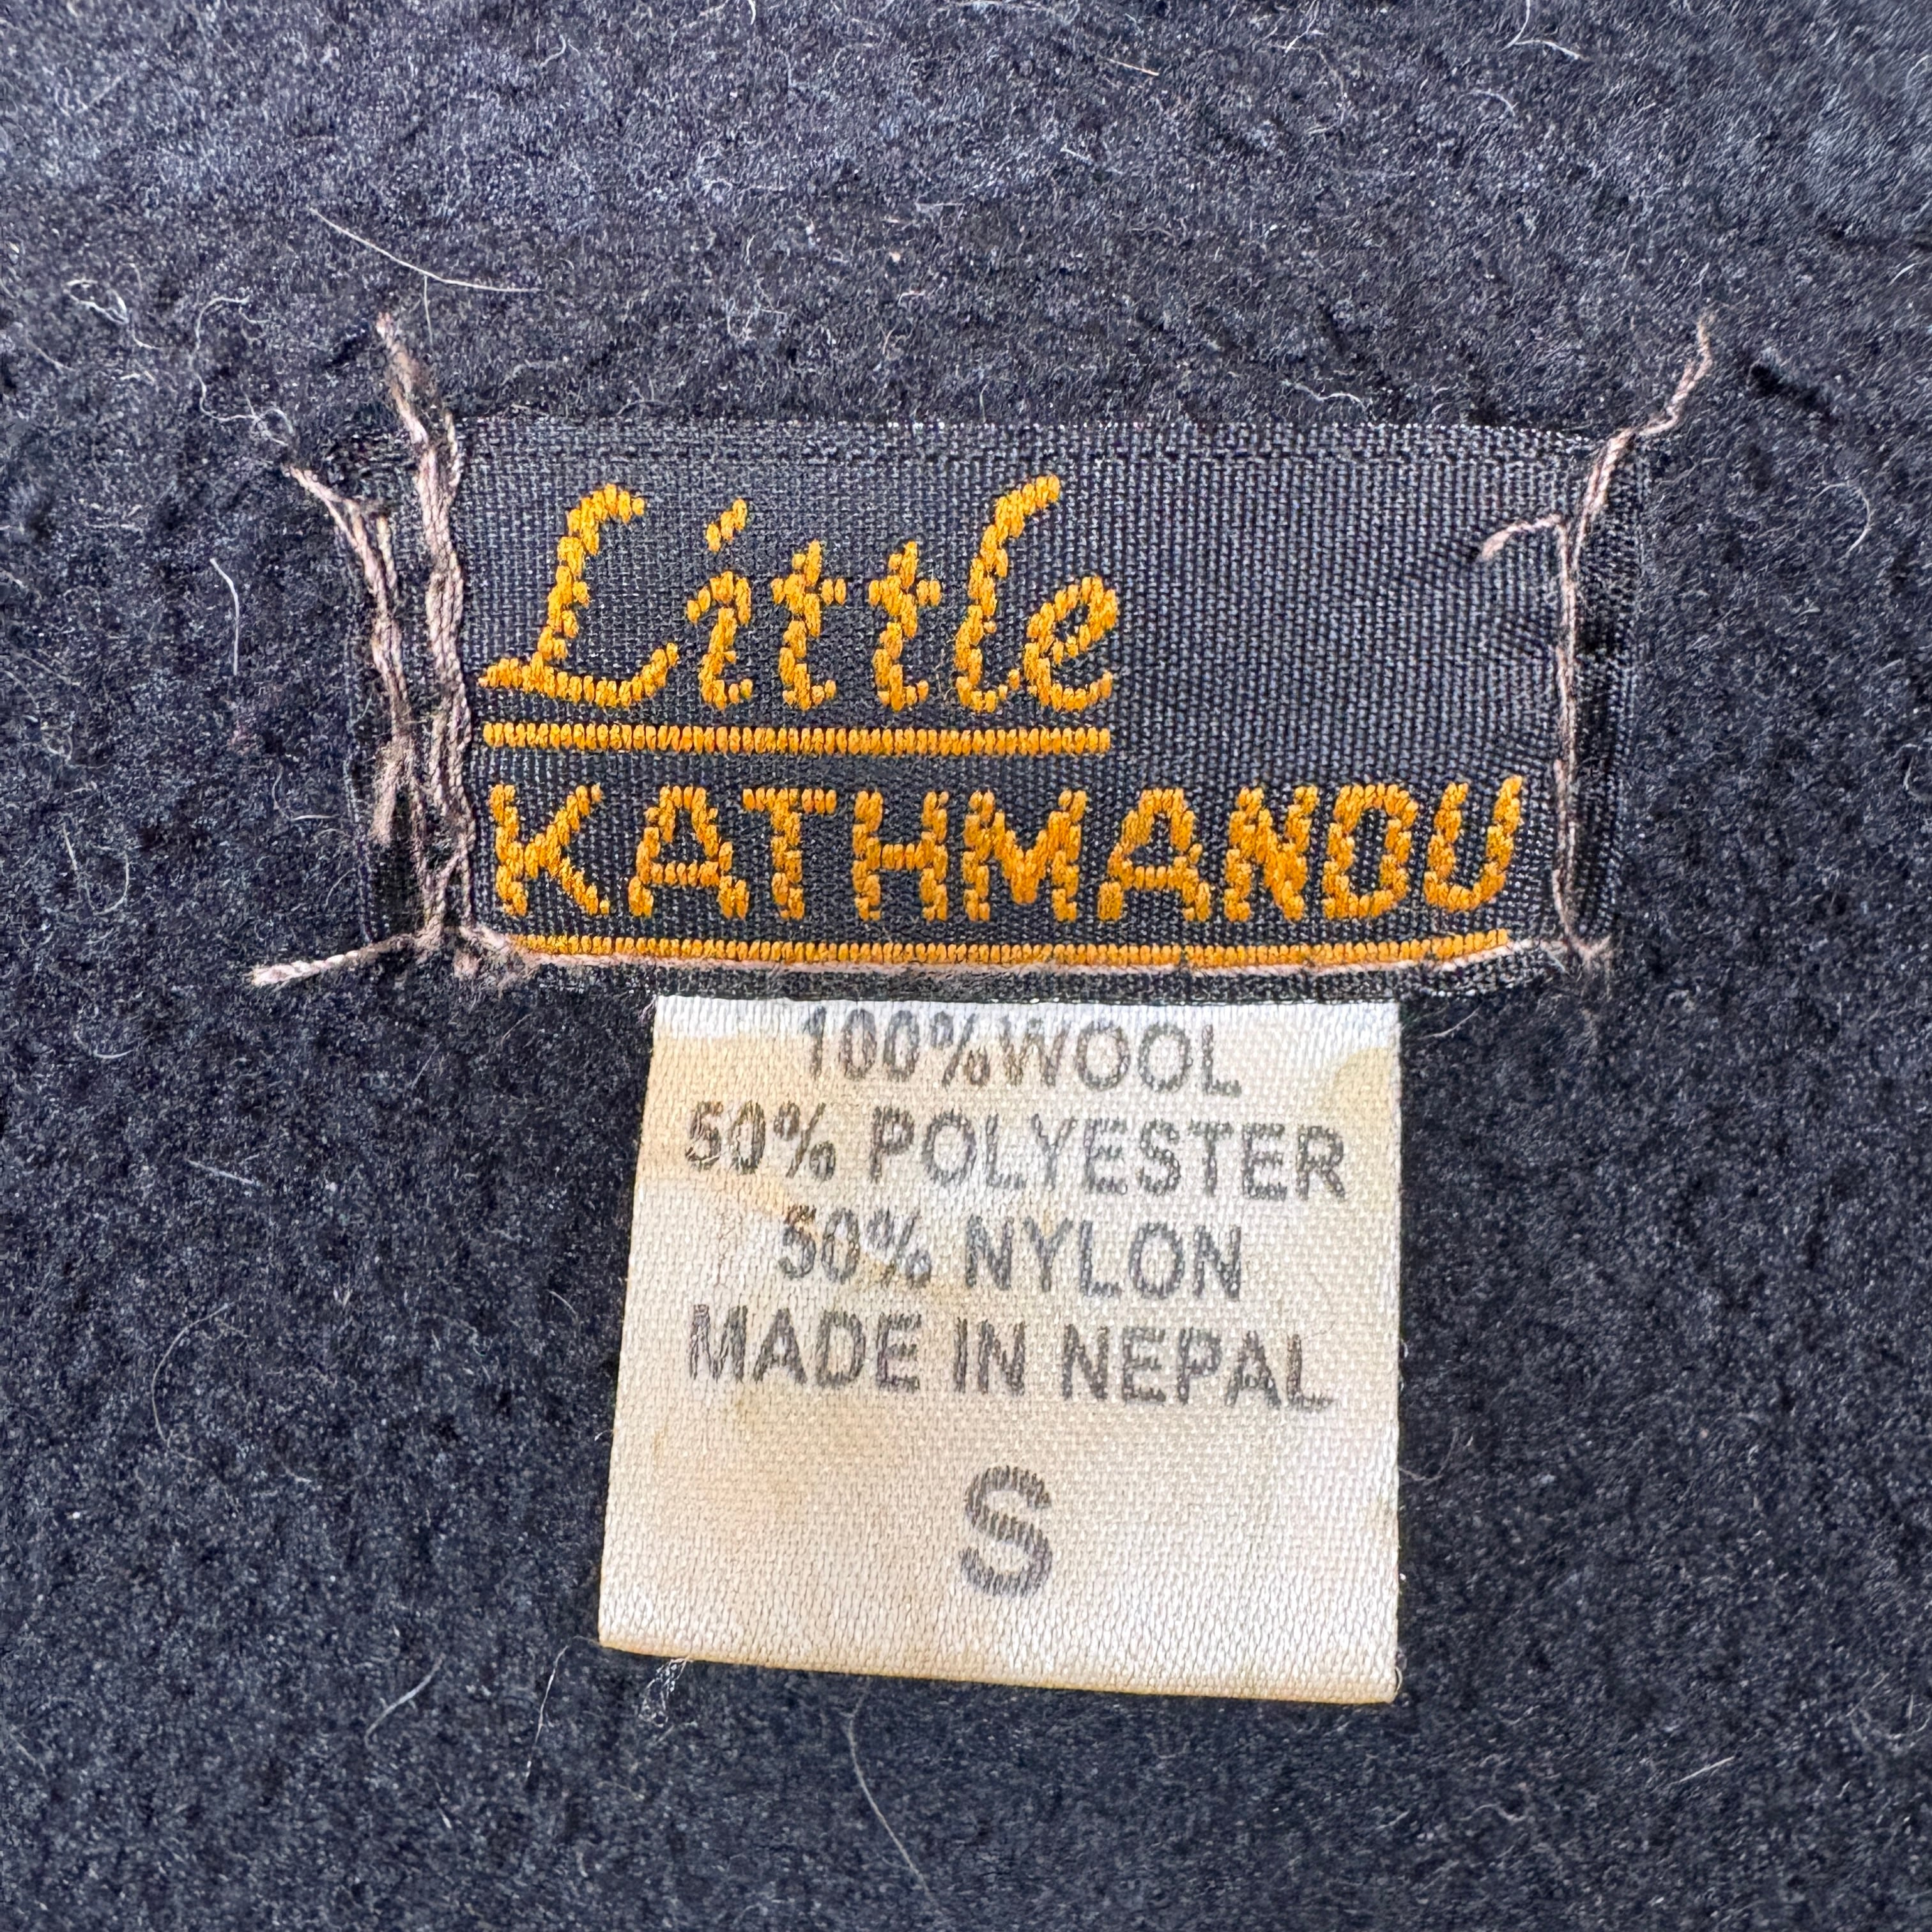 Little
KATHMANDU
100%WOOL
50% POLYESTER
50% NYLON
MADE IN NEPAL
S